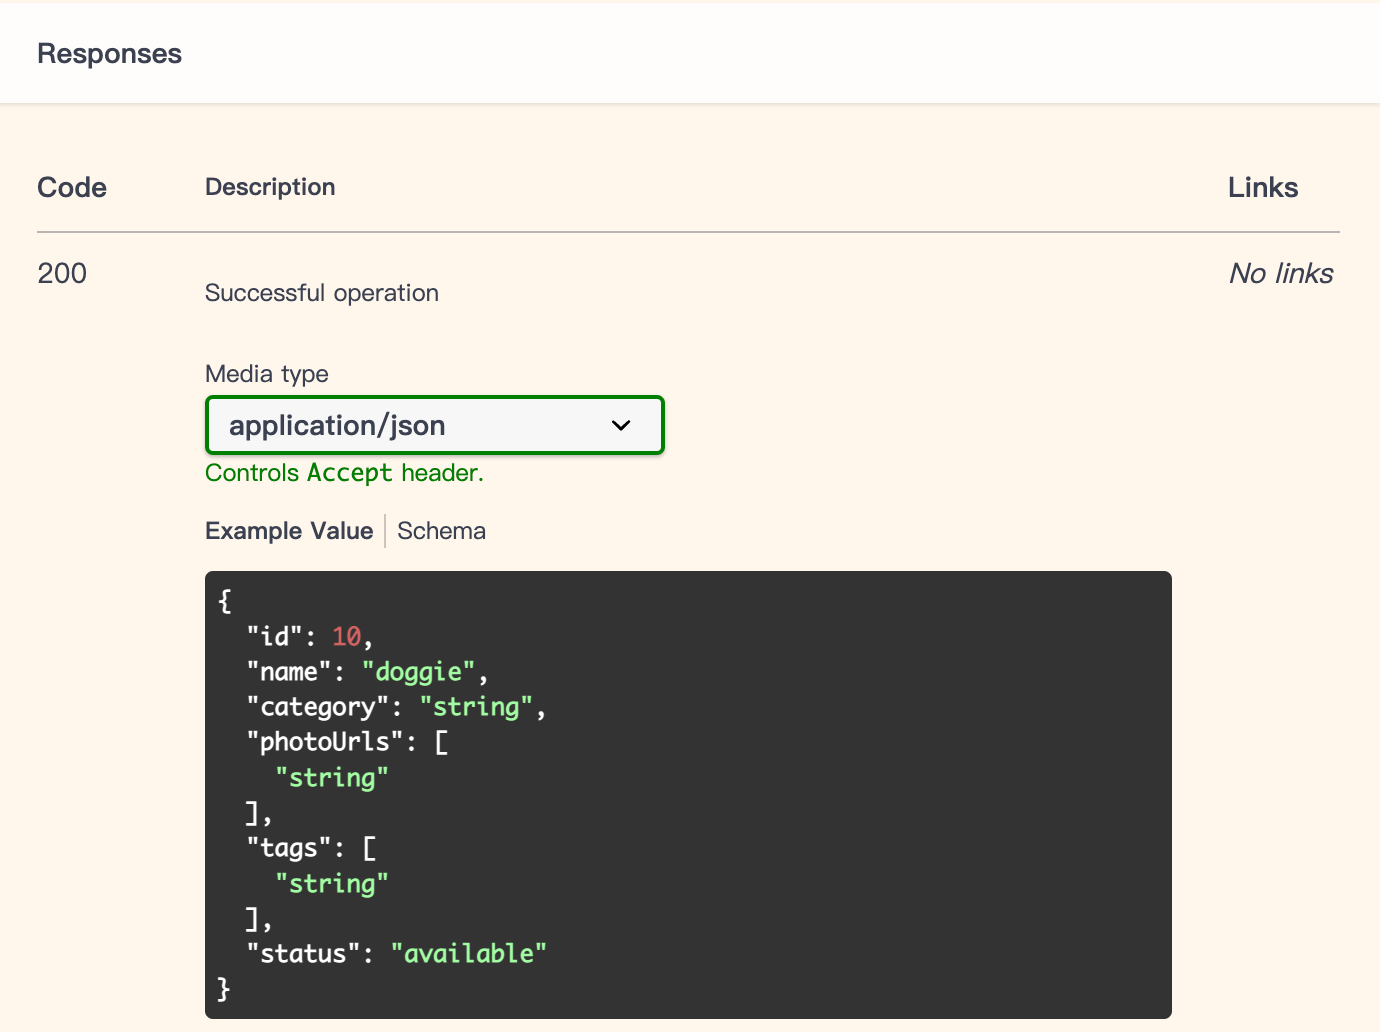 Responses
Code Description Links
200 Successful operation No links
Media type
application/json
Controls Accept header.
Example Value Schema
{
  "id": 10,
  "name": "doggie",
  "category": "string",
  "photoUrls": [
    "string"
  ],
  "tags": [
    "string"
  ],
  "status": "available"
}